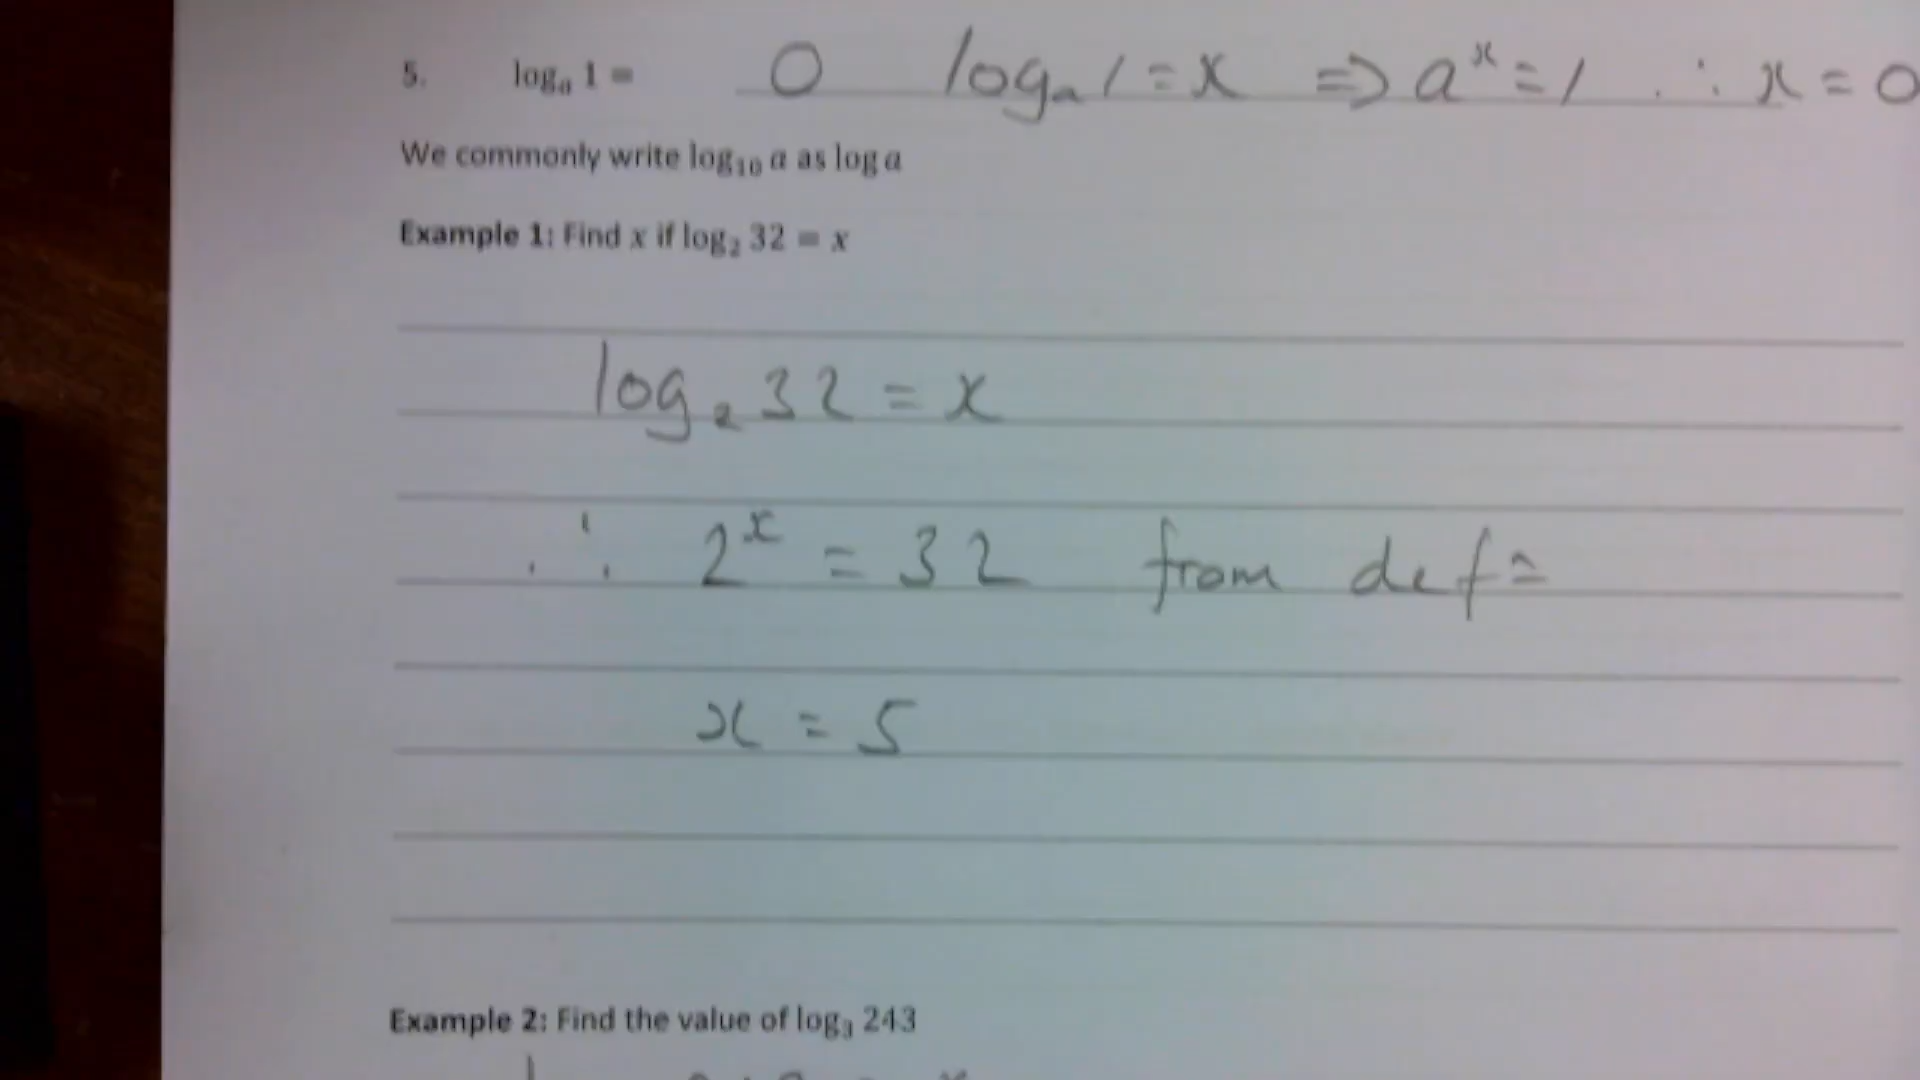 5. logₐ 1 = 0 logₐ 1 = x ⇒ aˣ = 1 ∴ x = 0
We commonly write log₁₀ a as log a
Example 1: Find x if log₂ 32 = x
log₂ 32 = x
∴ 2ˣ = 32 from defⁿ
x = 5
Example 2: Find the value of log₃ 243